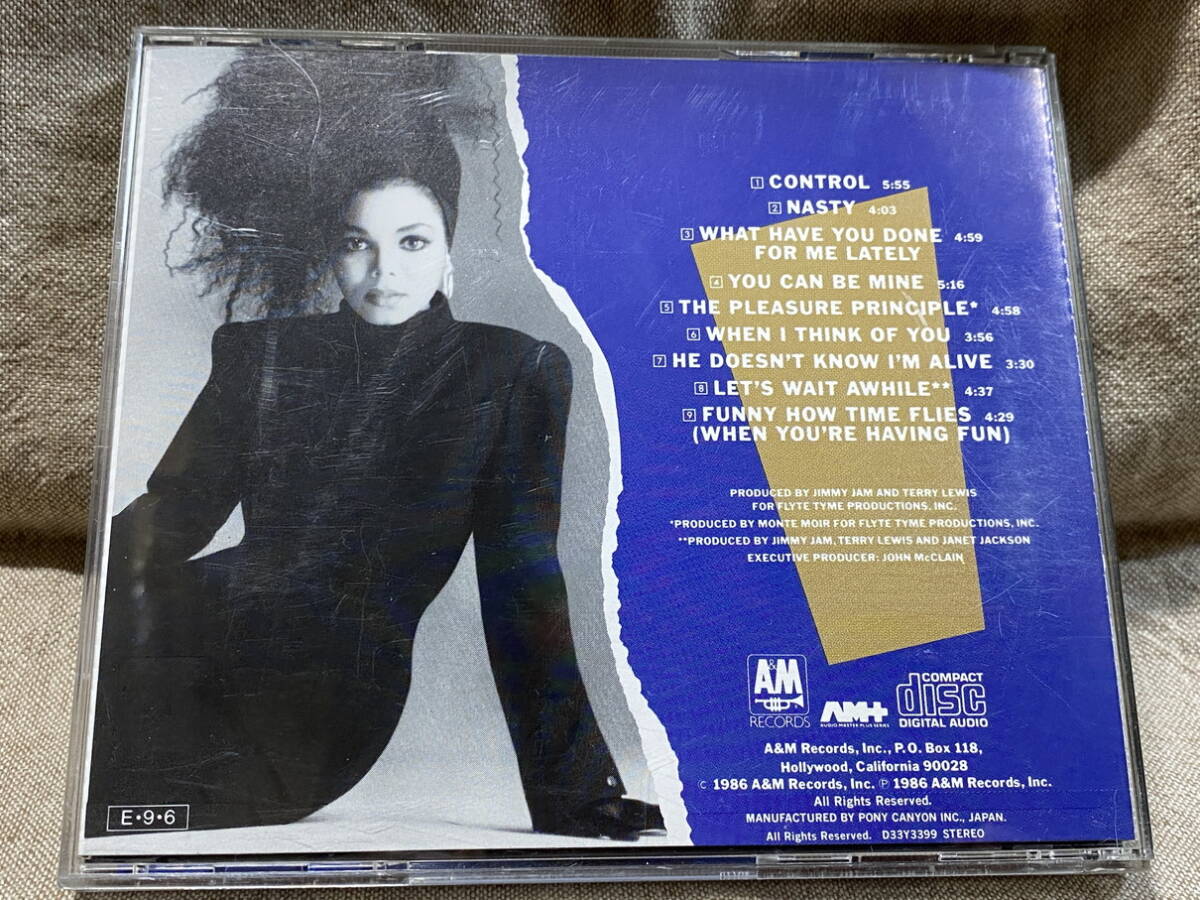 1 CONTROL 5:55
2 NASTY 4:03
3 WHAT HAVE YOU DONE 4:59
FOR ME LATELY
4 YOU CAN BE MINE 5:16
5 THE PLEASURE PRINCIPLE* 4:58
6 WHEN I THINK OF YOU 3:56
7 HE DOESN'T KNOW I'M ALIVE 3:30
8 LET'S WAIT AWHILE** 4:37
9 FUNNY HOW TIME FLIES 4:29
(WHEN YOU'RE HAVING FUN)
PRODUCED BY JIMMY JAM AND TERRY LEWIS
FOR FLYTE TYME PRODUCTIONS, INC.
*PRODUCED BY MONTE MOIR FOR FLYTE TYME PRODUCTIONS, INC.
**PRODUCED BY JIMMY JAM, TERRY LEWIS AND JANET JACKSON
EXECUTIVE PRODUCER: JOHN McCLAIN
A&M
RECORDS
AM+
AUDIO MASTER PLUS SERIES
COMPACT
disc
DIGITAL AUDIO
A&M Records, Inc., P.O. Box 118,
Hollywood, California 90028
© 1986 A&M Records, Inc. ℗ 1986 A&M Records, Inc.
All Rights Reserved.
MANUFACTURED BY PONY CANYON INC., JAPAN.
All Rights Reserved. D33Y3399 STEREO
E•9•6